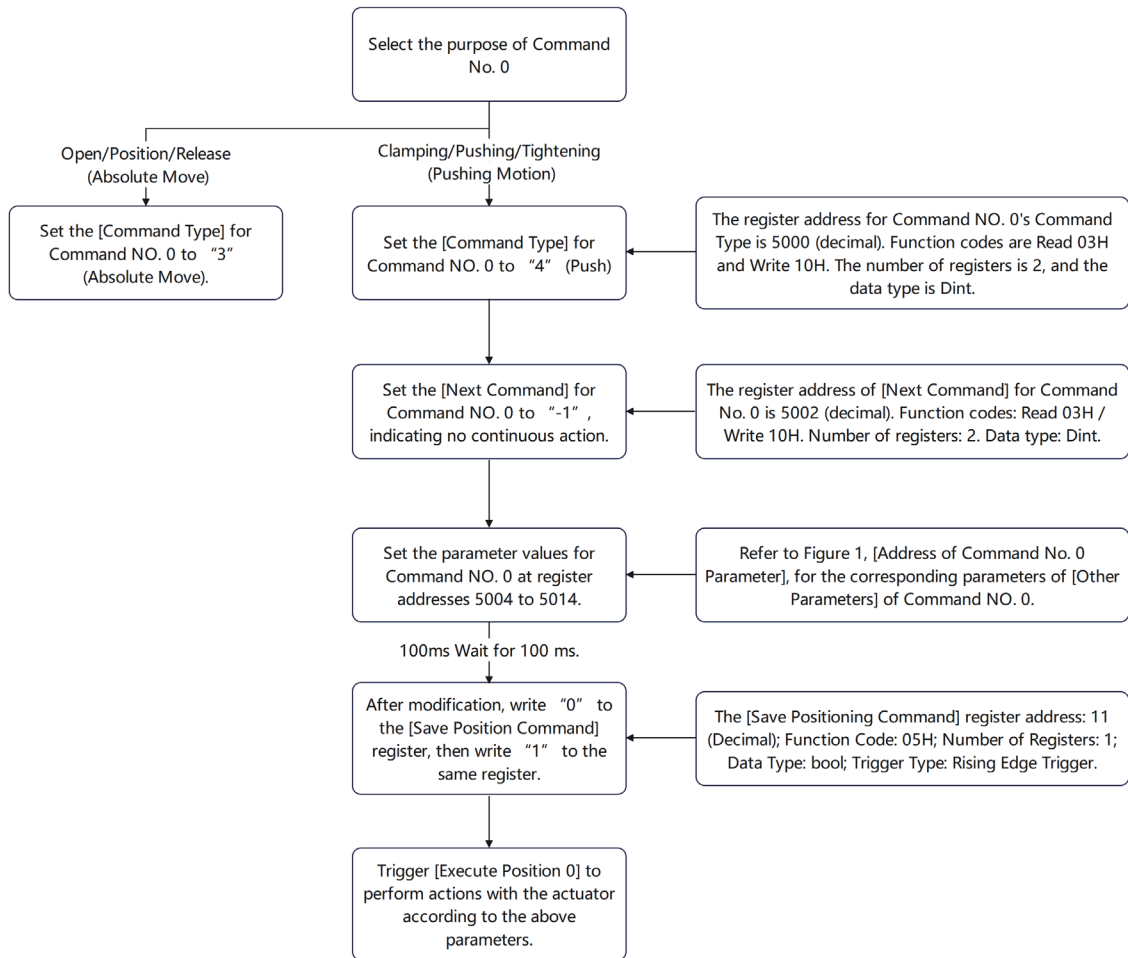 Select the purpose of Command
No. 0
Open/Position/Release
(Absolute Move)
Clamping/Pushing/Tightening
(Pushing Motion)
Set the [Command Type] for
Command NO. 0 to “3”
(Absolute Move).
Set the [Command Type] for
Command NO. 0 to “4” (Push)
The register address for Command NO. 0's Command
Type is 5000 (decimal). Function codes are Read 03H
and Write 10H. The number of registers is 2, and the
data type is Dint.
Set the [Next Command] for
Command NO. 0 to “-1”,
indicating no continuous action.
The register address of [Next Command] for Command
No. 0 is 5002 (decimal). Function codes: Read 03H /
Write 10H. Number of registers: 2. Data type: Dint.
Set the parameter values for
Command NO. 0 at register
addresses 5004 to 5014.
Refer to Figure 1, [Address of Command No. 0
Parameter], for the corresponding parameters of [Other
Parameters] of Command NO. 0.
100ms Wait for 100 ms.
After modification, write “0” to
the [Save Position Command]
register, then write “1” to the
same register.
The [Save Positioning Command] register address: 11
(Decimal); Function Code: 05H; Number of Registers: 1;
Data Type: bool; Trigger Type: Rising Edge Trigger.
Trigger [Execute Position 0] to
perform actions with the actuator
according to the above
parameters.